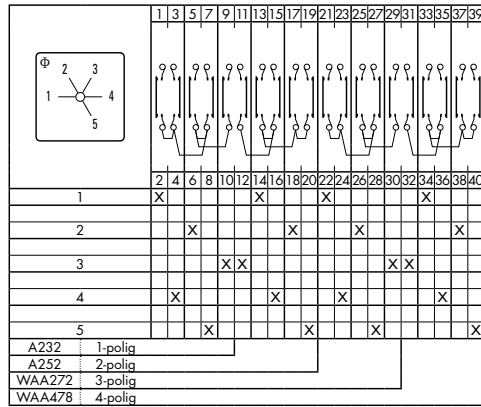 1 3 5 7 9 11 13 15 17 19 21 23 25 27 29 31 33 35 37 39
Φ 2 3
1 4
5
2 4 6 8 10 12 14 16 18 20 22 24 26 28 30 32 34 36 38 40
1 X X X X
2 X X X X
3 X X X X
4 X X X X
5 X X X X
A232 1-polig
A252 2-polig
WAA272 3-polig
WAA478 4-polig